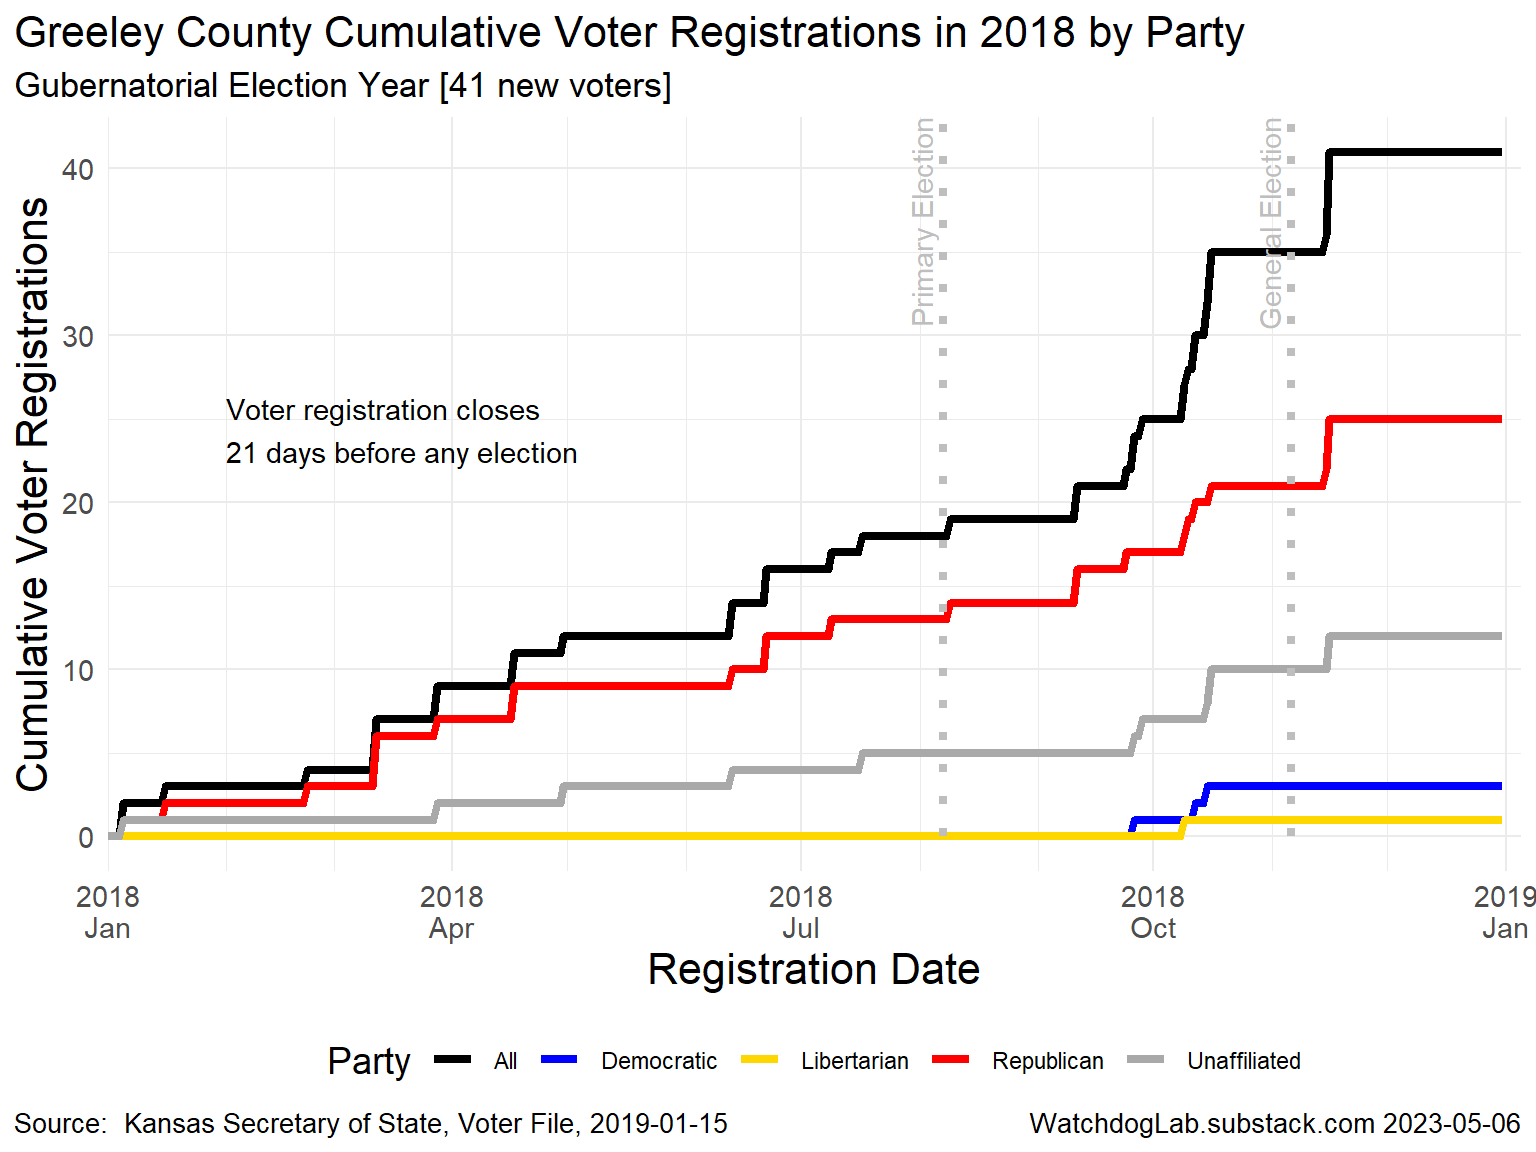 Greeley County Cumulative Voter Registrations in 2018 by Party
Gubernatorial Election Year [41 new voters]
Cumulative Voter Registrations
40
30
20
10
0
Primary Election
General Election
Voter registration closes
21 days before any election
2018 2018 2018 2018 2019
Jan Apr Jul Oct Jan
Registration Date
Party All Democratic Libertarian Republican Unaffiliated
Source:  Kansas Secretary of State, Voter File, 2019-01-15
WatchdogLab.substack.com 2023-05-06